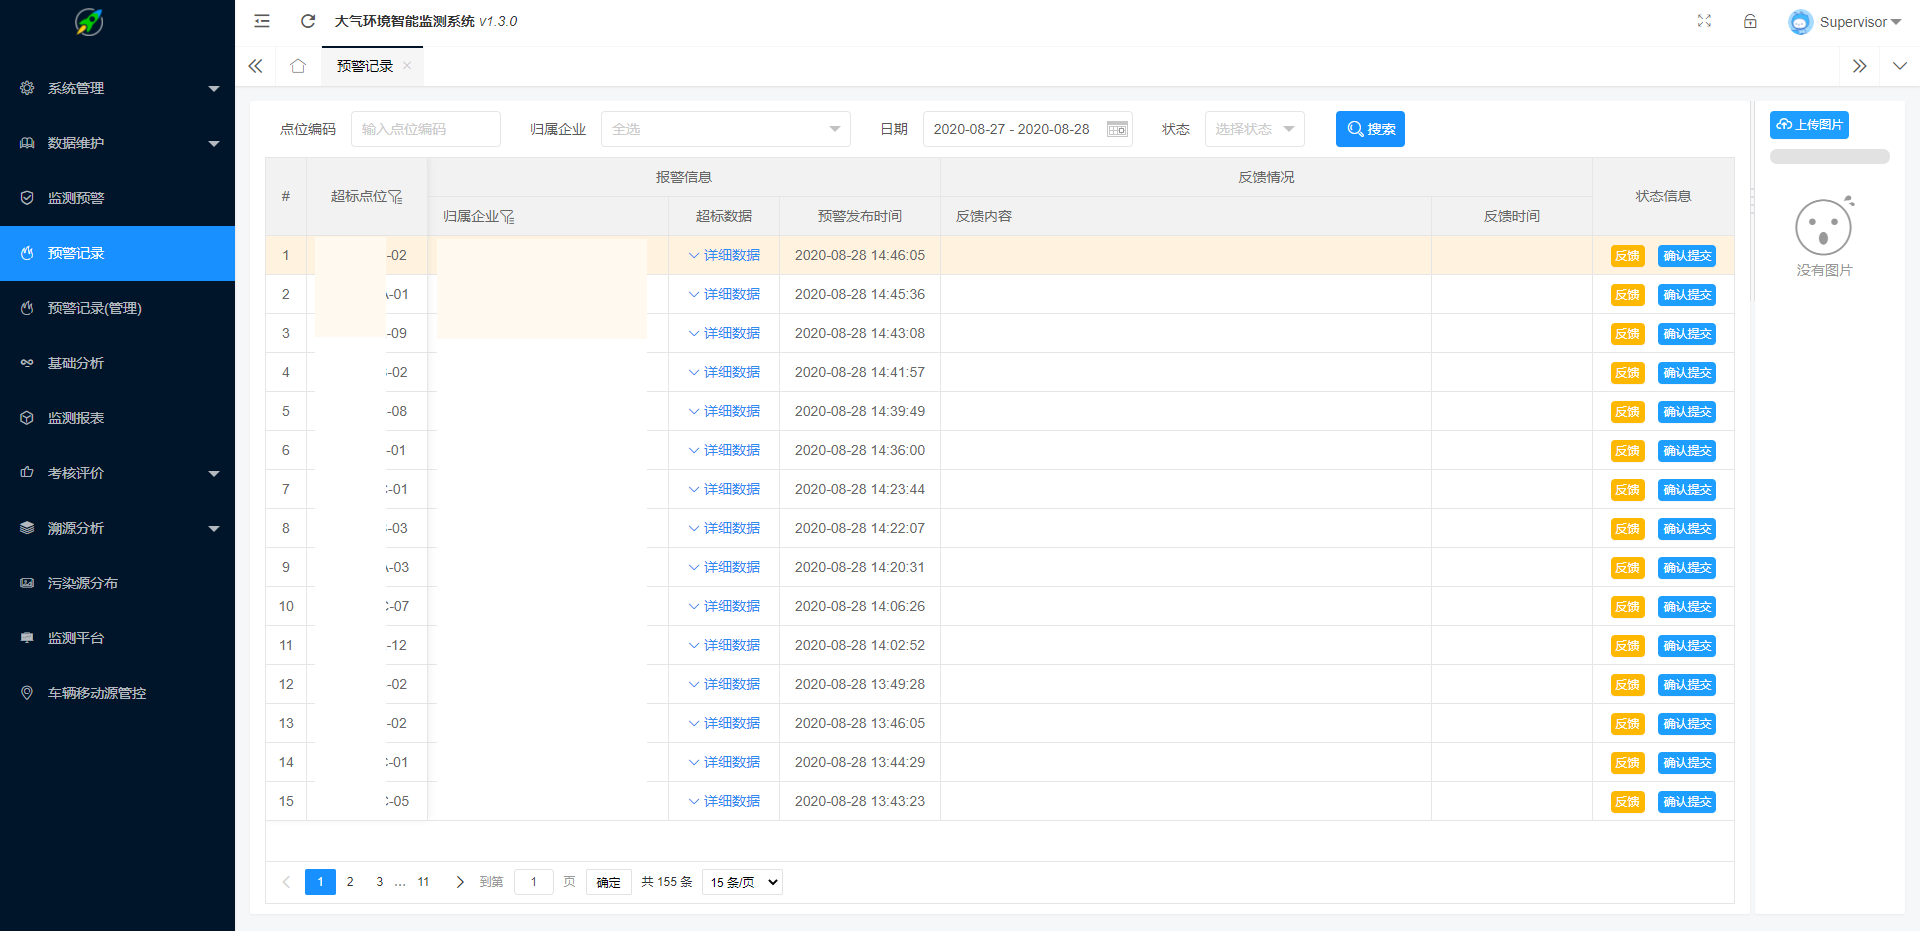 大气环境智能监测系统 v1.3.0
Supervisor
预警记录
系统管理
数据维护
监测预警
预警记录
预警记录(管理)
基础分析
监测报表
考核评价
溯源分析
污染源分布
监测平台
车辆移动源管控
点位编码 输入点位编码 归属企业 全选 日期 2020-08-27 - 2020-08-28 状态 选择状态 搜索
上传图片
没有图片
# 超标点位 报警信息 反馈情况 状态信息
归属企业 超标数据 预警发布时间 反馈内容 反馈时间
1 -02 详细数据 2020-08-28 14:46:05 反馈 确认提交
2 -01 详细数据 2020-08-28 14:45:36 反馈 确认提交
3 -09 详细数据 2020-08-28 14:43:08 反馈 确认提交
4 -02 详细数据 2020-08-28 14:41:57 反馈 确认提交
5 -08 详细数据 2020-08-28 14:39:49 反馈 确认提交
6 -01 详细数据 2020-08-28 14:36:00 反馈 确认提交
7 -01 详细数据 2020-08-28 14:23:44 反馈 确认提交
8 -03 详细数据 2020-08-28 14:22:07 反馈 确认提交
9 -03 详细数据 2020-08-28 14:20:31 反馈 确认提交
10 -07 详细数据 2020-08-28 14:06:26 反馈 确认提交
11 -12 详细数据 2020-08-28 14:02:52 反馈 确认提交
12 -02 详细数据 2020-08-28 13:49:28 反馈 确认提交
13 -02 详细数据 2020-08-28 13:46:05 反馈 确认提交
14 -01 详细数据 2020-08-28 13:44:29 反馈 确认提交
15 -05 详细数据 2020-08-28 13:43:23 反馈 确认提交
1 2 3 … 11 到第 1 页 确定 共 155 条 15 条/页